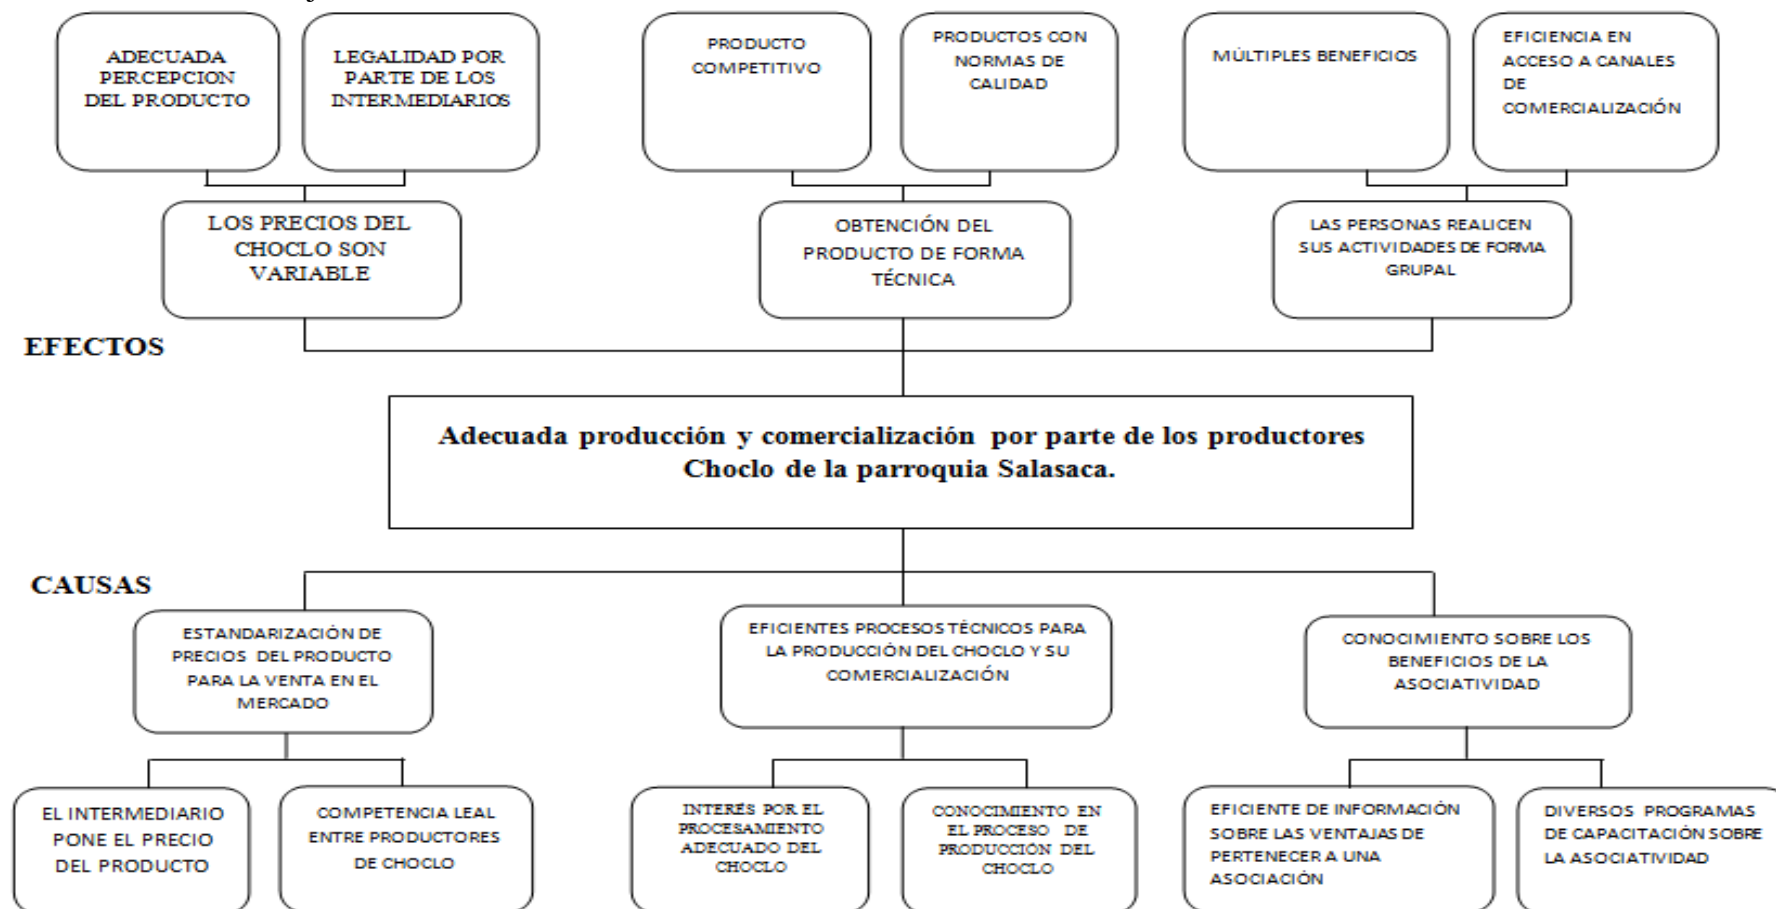 ADECUADA
PERCEPCION
DEL PRODUCTO
LEGALIDAD POR
PARTE DE LOS
INTERMEDIARIOS
PRODUCTO
COMPETITIVO
PRODUCTOS CON
NORMAS DE
CALIDAD
MÚLTIPLES BENEFICIOS
EFICIENCIA EN
ACCESO A CANALES
DE
COMERCIALIZACIÓN
LOS PRECIOS DEL
CHOCLO SON
VARIABLE
OBTENCIÓN DEL
PRODUCTO DE FORMA
TÉCNICA
LAS PERSONAS REALICEN
SUS ACTIVIDADES DE FORMA
GRUPAL
EFECTOS
Adecuada producción y comercialización por parte de los productores
Choclo de la parroquia Salasaca.
CAUSAS
ESTANDARIZACIÓN DE
PRECIOS DEL PRODUCTO
PARA LA VENTA EN EL
MERCADO
EFICIENTES PROCESOS TÉCNICOS PARA
LA PRODUCCIÓN DEL CHOCLO Y SU
COMERCIALIZACIÓN
CONOCIMIENTO SOBRE LOS
BENEFICIOS DE LA
ASOCIATIVIDAD
EL INTERMEDIARIO
PONE EL PRECIO
DEL PRODUCTO
COMPETENCIA LEAL
ENTRE PRODUCTORES
DE CHOCLO
INTERÉS POR EL
PROCESAMIENTO
ADECUADO DEL
CHOCLO
CONOCIMIENTO EN
EL PROCESO DE
PRODUCCIÓN DEL
CHOCLO
EFICIENTE DE INFORMACIÓN
SOBRE LAS VENTAJAS DE
PERTENECER A UNA
ASOCIACIÓN
DIVERSOS PROGRAMAS
DE CAPACITACIÓN SOBRE
LA ASOCIATIVIDAD